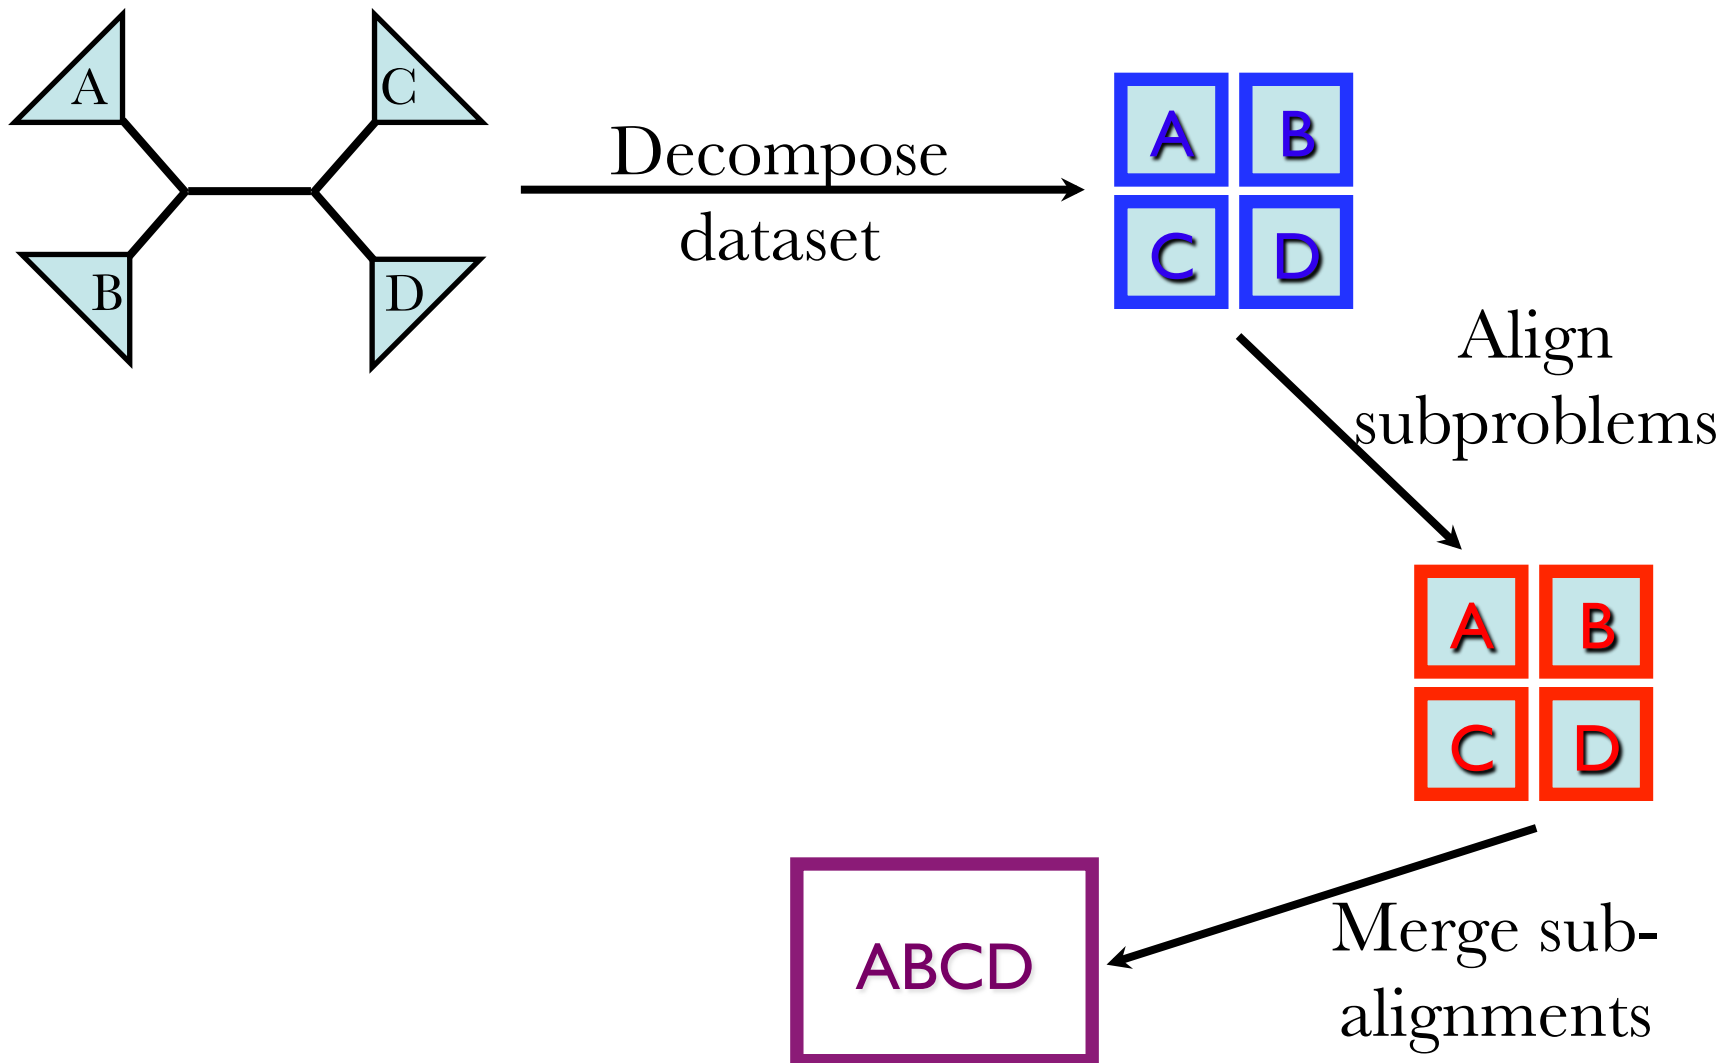 A
C
B
D
Decompose
dataset
A B
C D
Align
subproblems
A B
C D
Merge sub-
alignments
ABCD